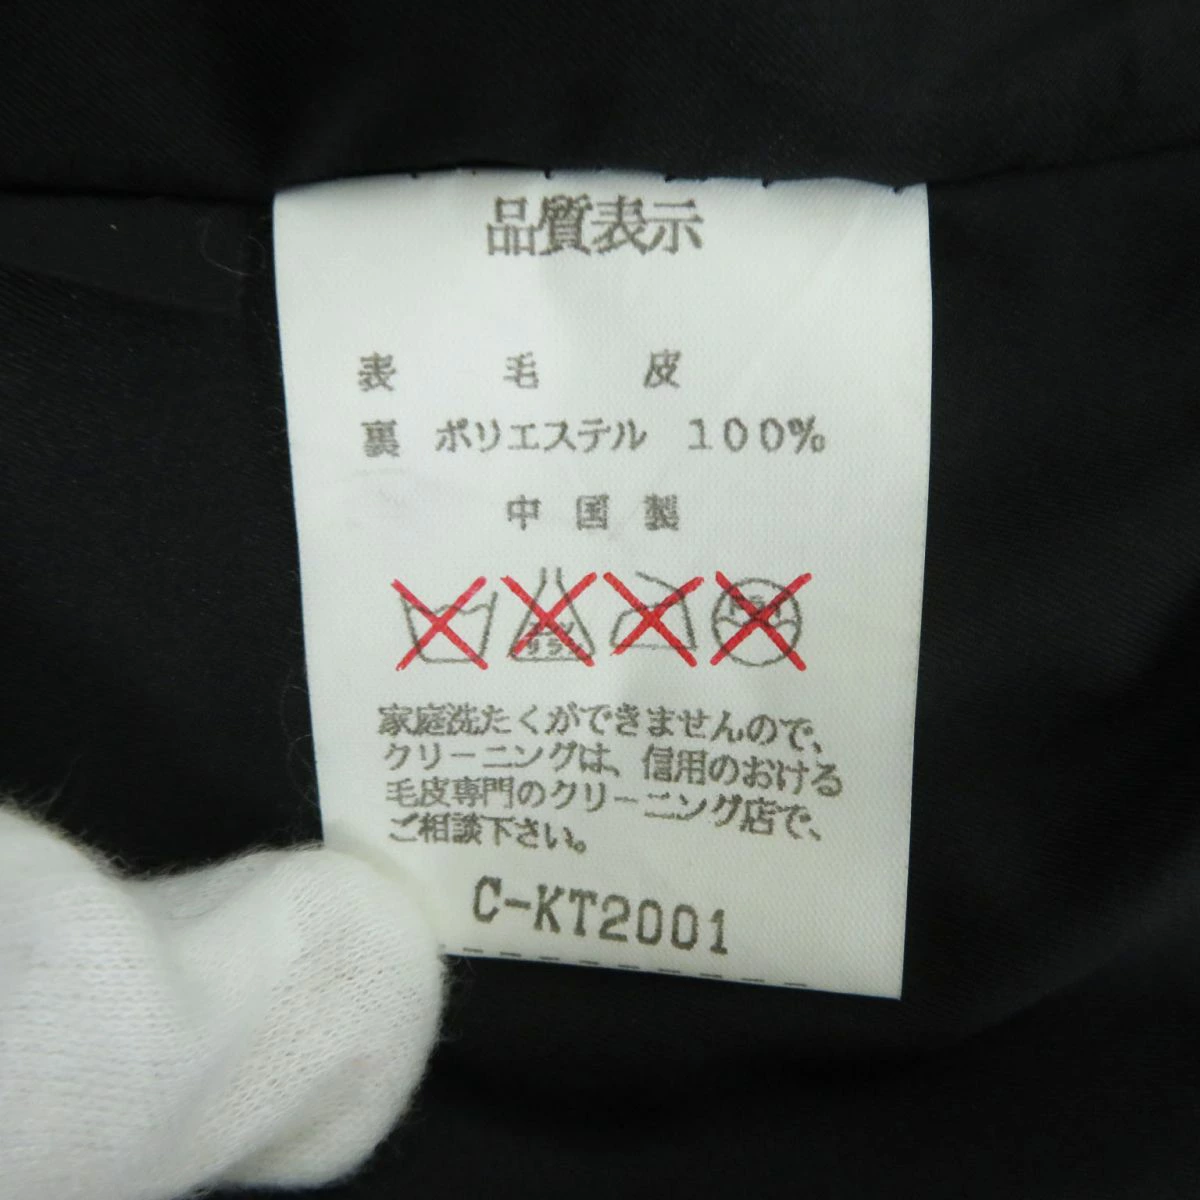 品質表示
表 毛 皮
裏 ポリエステル 100%
中国製
家庭洗たくができませんので、
クリーニングは、信用のおける
毛皮専門のクリーニング店で、
ご相談下さい。
C-KT2001